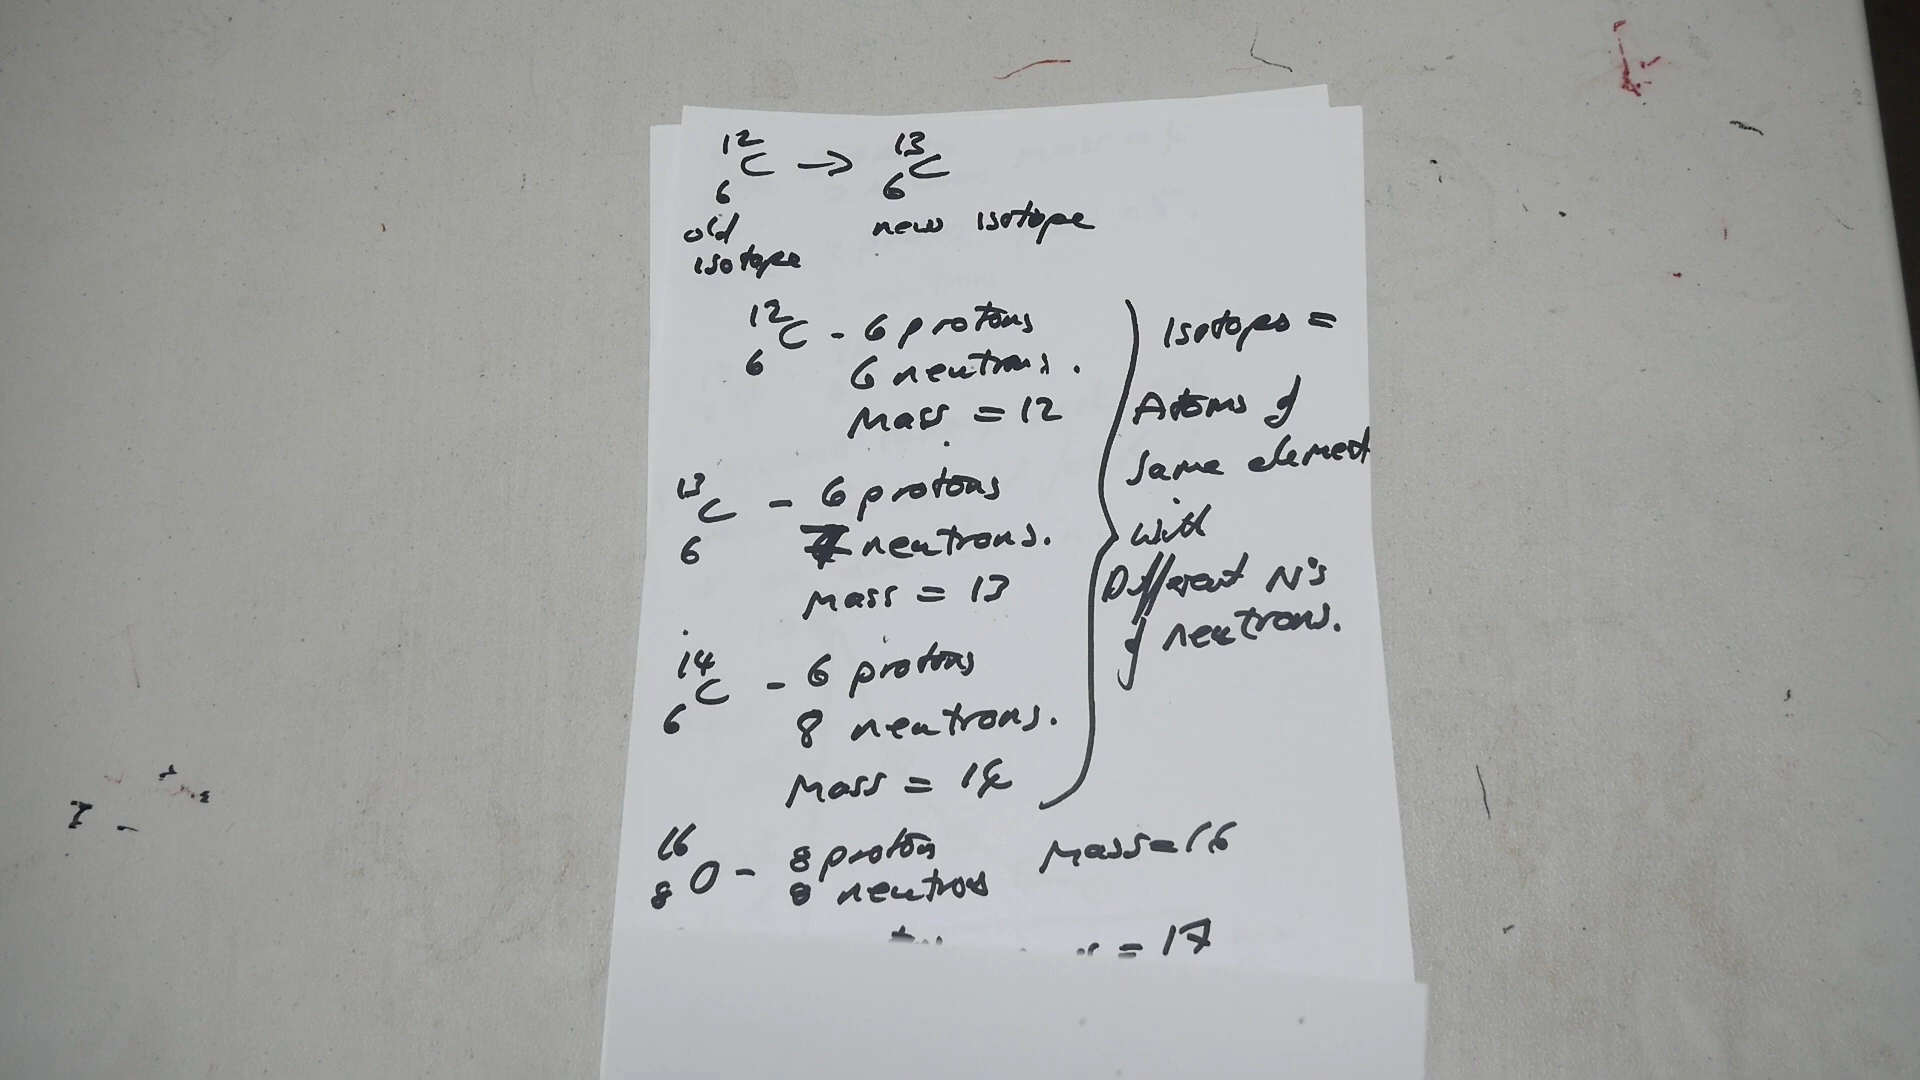 12 13
C → C
6 6
old new isotope
isotope
12
C - 6 protons
6 6 neutrons.
Mass = 12
13
C - 6 protons
6 7 neutrons.
Mass = 13
14
C - 6 protons
6 8 neutrons.
Mass = 14
Isotopes =
Atoms of
same element
with
Different N's
of neutrons.
16
O - 8 protons Mass = 16
8 8 neutrons
= 17